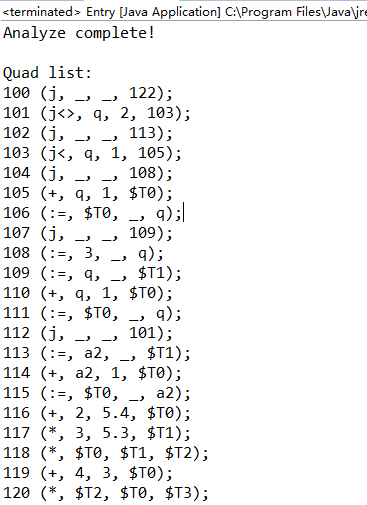 <terminated> Entry [Java Application] C:\Program Files\Java\jre
Analyze complete!
Quad list:
100 (j, _, _, 122);
101 (j<>, q, 2, 103);
102 (j, _, _, 113);
103 (j<, q, 1, 105);
104 (j, _, _, 108);
105 (+, q, 1, $T0);
106 (:=, $T0, _, q);
107 (j, _, _, 109);
108 (:=, 3, _, q);
109 (:=, q, _, $T1);
110 (+, q, 1, $T0);
111 (:=, $T0, _, q);
112 (j, _, _, 101);
113 (:=, a2, _, $T1);
114 (+, a2, 1, $T0);
115 (:=, $T0, _, a2);
116 (+, 2, 5.4, $T0);
117 (*, 3, 5.3, $T1);
118 (*, $T0, $T1, $T2);
119 (+, 4, 3, $T0);
120 (*, $T2, $T0, $T3);